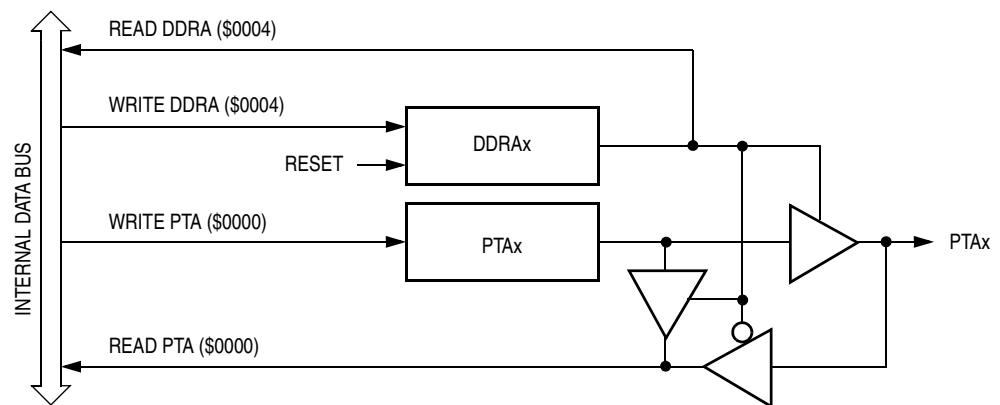 READ DDRA ($0004)
WRITE DDRA ($0004)
DDRAx
RESET
INTERNAL DATA BUS
WRITE PTA ($0000)
PTAx
PTAx
READ PTA ($0000)